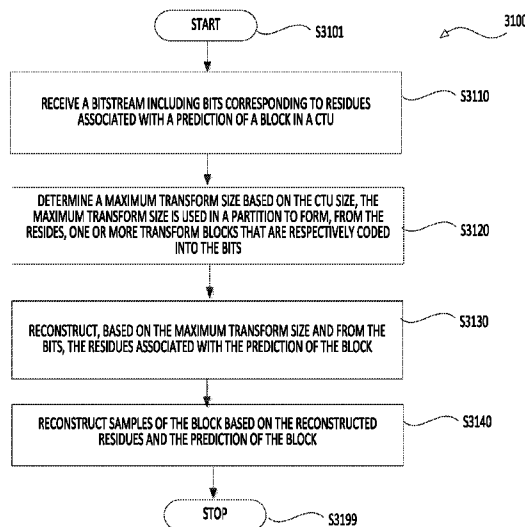 START
S3101
3100
RECEIVE A BITSTREAM INCLUDING BITS CORRESPONDING TO RESIDUES
ASSOCIATED WITH A PREDICTION OF A BLOCK IN A CTU
S3110
DETERMINE A MAXIMUM TRANSFORM SIZE BASED ON THE CTU SIZE, THE
MAXIMUM TRANSFORM SIZE IS USED IN A PARTITION TO FORM, FROM THE
RESIDES, ONE OR MORE TRANSFORM BLOCKS THAT ARE RESPECTIVELY CODED
INTO THE BITS
S3120
RECONSTRUCT, BASED ON THE MAXIMUM TRANSFORM SIZE AND FROM THE
BITS, THE RESIDUES ASSOCIATED WITH THE PREDICTION OF THE BLOCK
S3130
RECONSTRUCT SAMPLES OF THE BLOCK BASED ON THE RECONSTRUCTED
RESIDUES AND THE PREDICTION OF THE BLOCK
S3140
STOP
S3199